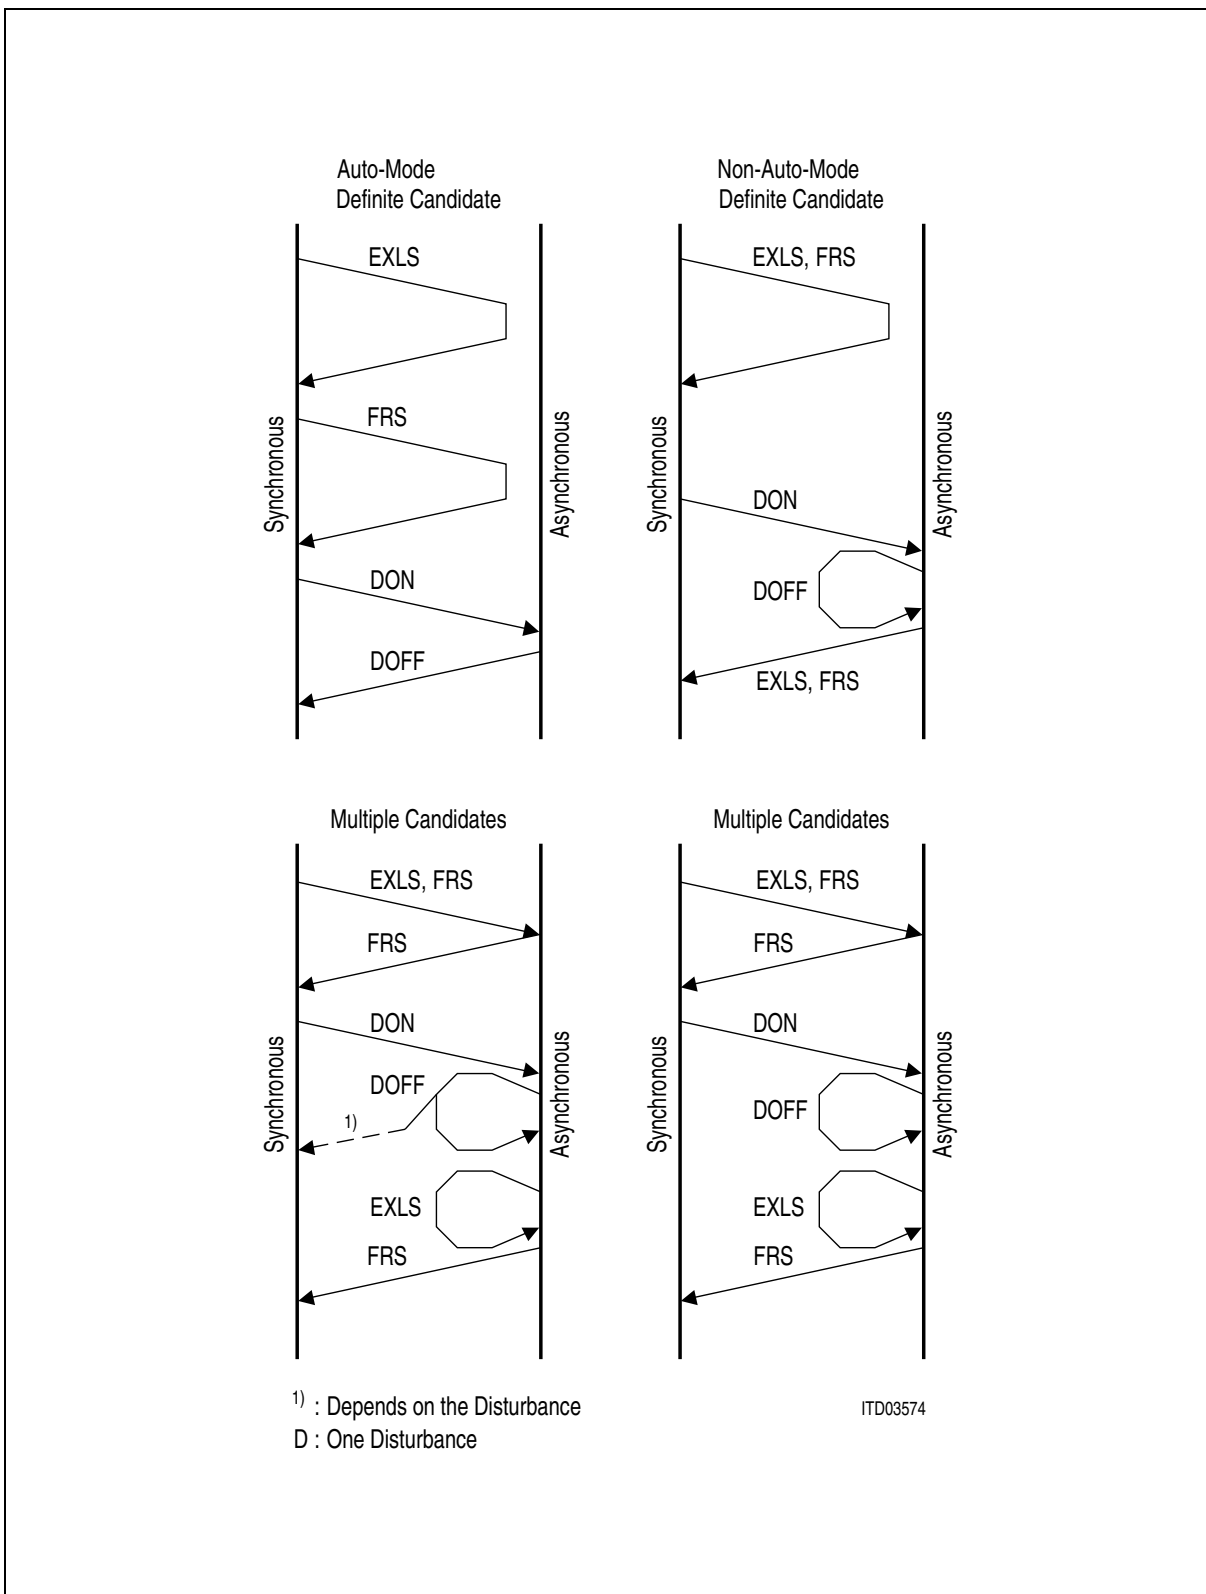 Auto-Mode
Definite Candidate
EXLS
FRS
DON
DOFF
Synchronous
Asynchronous
Non-Auto-Mode
Definite Candidate
EXLS, FRS
DON
DOFF
EXLS, FRS
Synchronous
Asynchronous
Multiple Candidates
EXLS, FRS
FRS
DON
DOFF
1)
EXLS
FRS
Synchronous
Asynchronous
Multiple Candidates
EXLS, FRS
FRS
DON
DOFF
EXLS
FRS
Synchronous
Asynchronous
1) : Depends on the Disturbance
D : One Disturbance
ITD03574